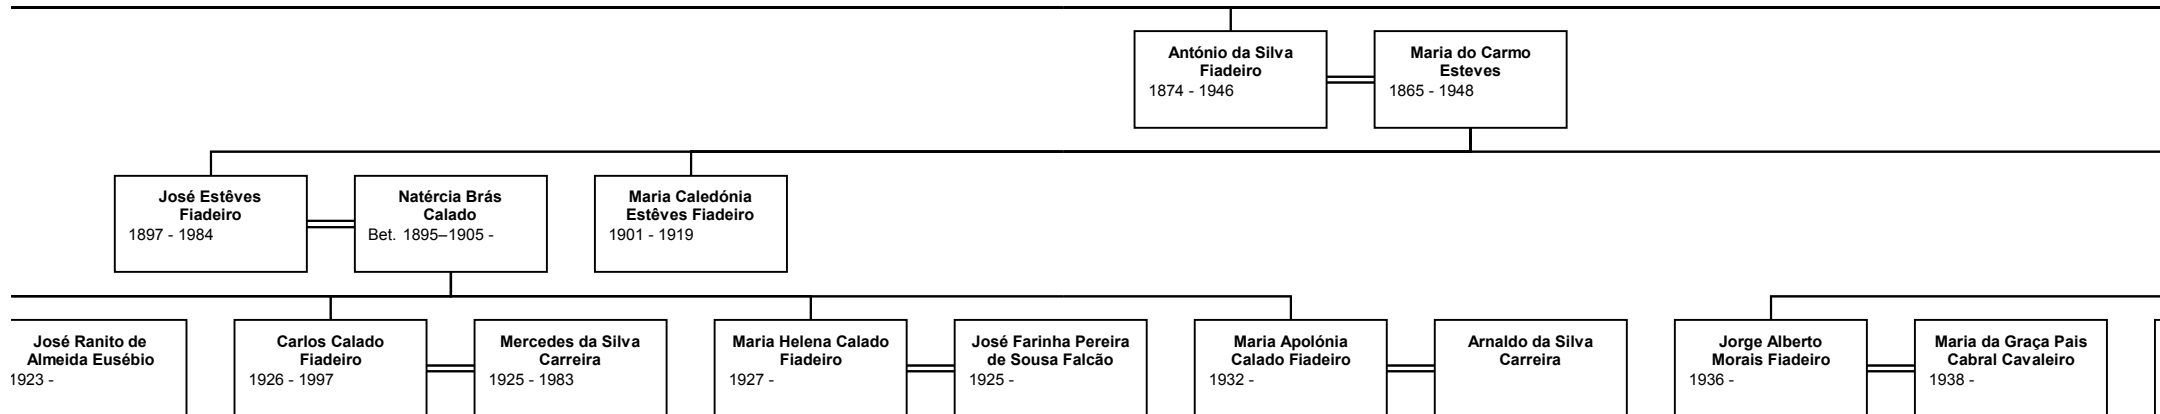 António da Silva
Fiadeiro
1874 - 1946
Maria do Carmo
Esteves
1865 - 1948
José Estêves
Fiadeiro
1897 - 1984
Natércia Brás
Calado
Bet. 1895–1905 -
Maria Caledónia
Estêves Fiadeiro
1901 - 1919
José Ranito de
Almeida Eusébio
1923 -
Carlos Calado
Fiadeiro
1926 - 1997
Mercedes da Silva
Carreira
1925 - 1983
Maria Helena Calado
Fiadeiro
1927 -
José Farinha Pereira
de Sousa Falcão
1925 -
Maria Apolónia
Calado Fiadeiro
1932 -
Arnaldo da Silva
Carreira
Jorge Alberto
Morais Fiadeiro
1936 -
Maria da Graça Pais
Cabral Cavaleiro
1938 -